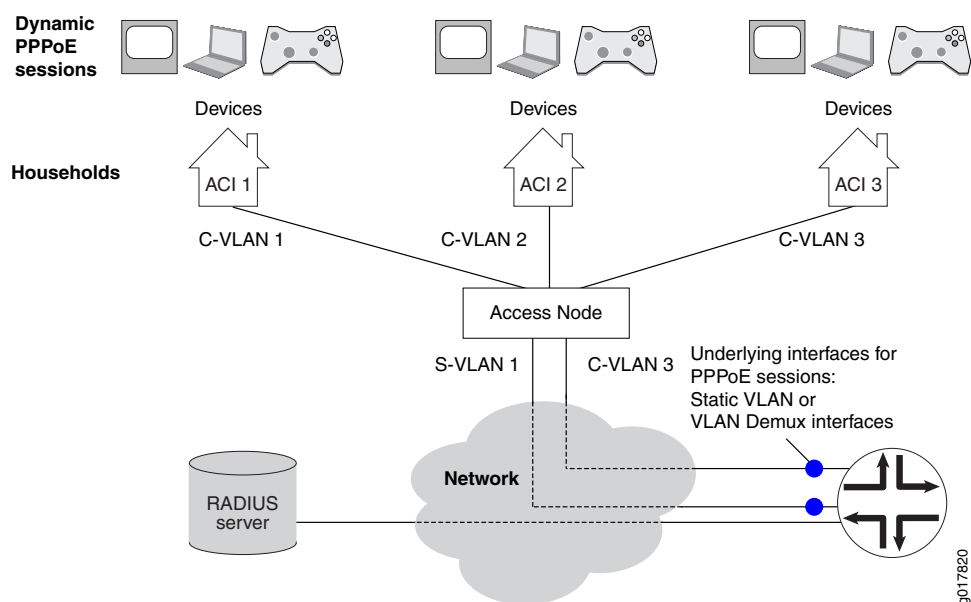 Dynamic
PPPoE
sessions
Devices
Devices
Devices
Households
ACI 1
ACI 2
ACI 3
C-VLAN 1
C-VLAN 2
C-VLAN 3
Access Node
S-VLAN 1
C-VLAN 3
Underlying interfaces for
PPPoE sessions:
Static VLAN or
VLAN Demux interfaces
Network
RADIUS
server
g017820